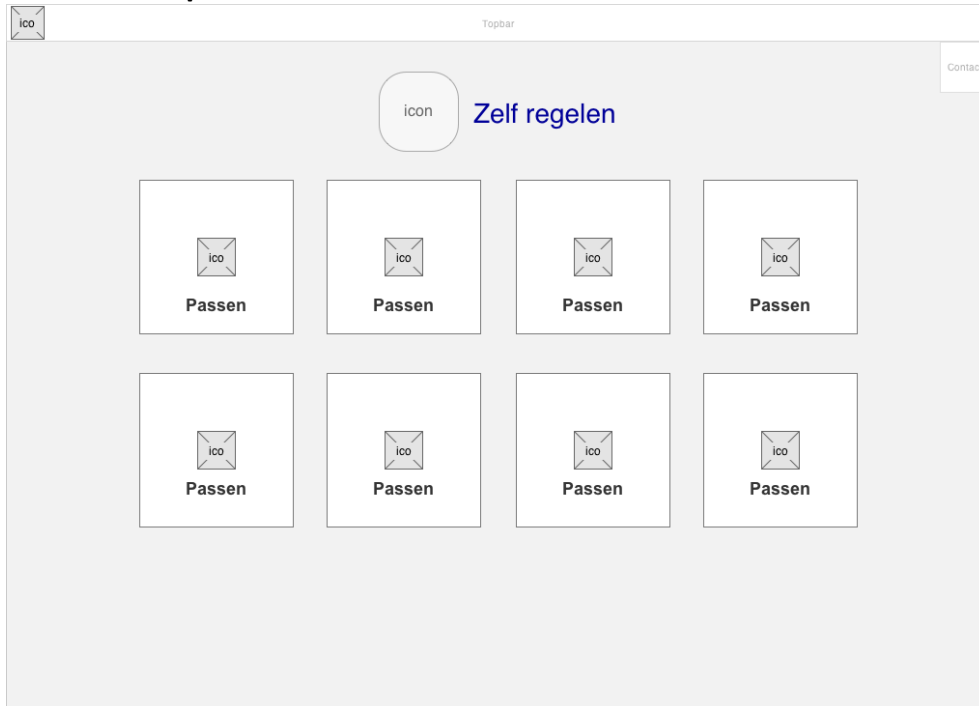 ico
Topbar
Contac
icon
Zelf regelen
ico
ico
ico
ico
Passen
Passen
Passen
Passen
ico
ico
ico
ico
Passen
Passen
Passen
Passen